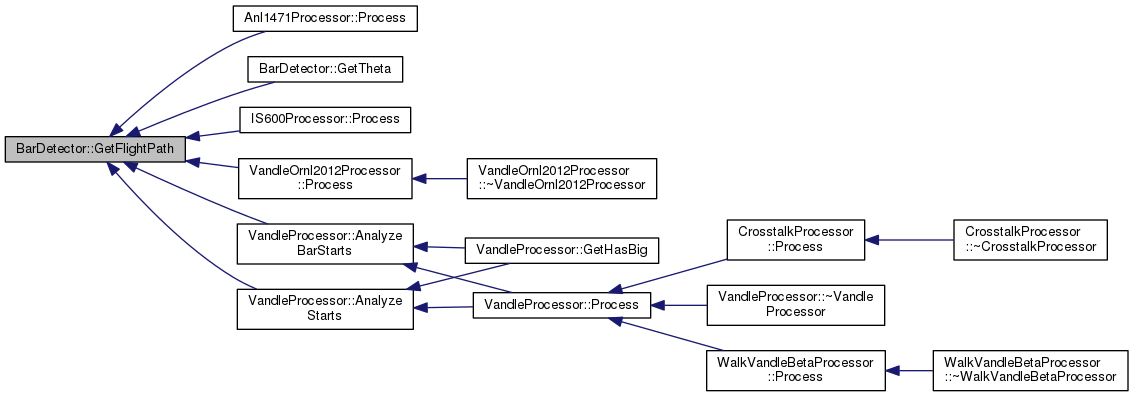 Anl1471Processor::Process
BarDetector::GetTheta
IS600Processor::Process
BarDetector::GetFlightPath
VandleOrnl2012Processor
::Process
VandleOrnl2012Processor
::~VandleOrnl2012Processor
VandleProcessor::Analyze
BarStarts
VandleProcessor::GetHasBig
CrosstalkProcessor
::Process
CrosstalkProcessor
::~CrosstalkProcessor
VandleProcessor::Analyze
Starts
VandleProcessor::Process
VandleProcessor::~Vandle
Processor
WalkVandleBetaProcessor
::Process
WalkVandleBetaProcessor
::~WalkVandleBetaProcessor